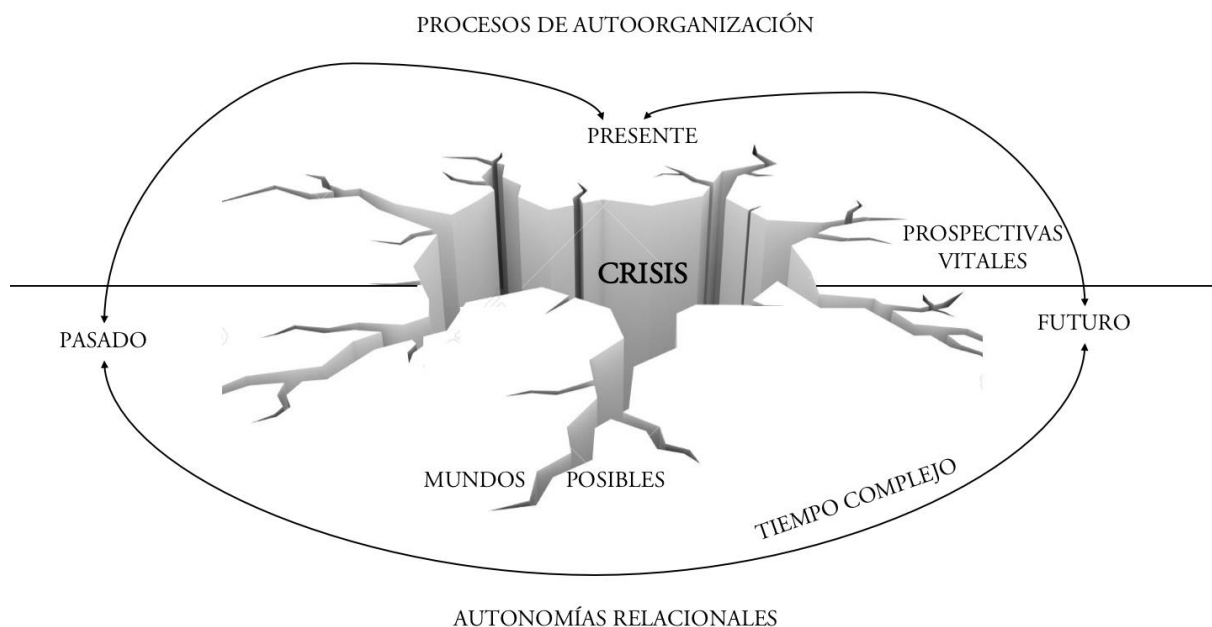 PROCESOS DE AUTOORGANIZACIÓN
PRESENTE
PROSPECTIVAS
VITALES
CRISIS
PASADO
FUTURO
MUNDOS POSIBLES
TIEMPO COMPLEJO
AUTONOMÍAS RELACIONALES